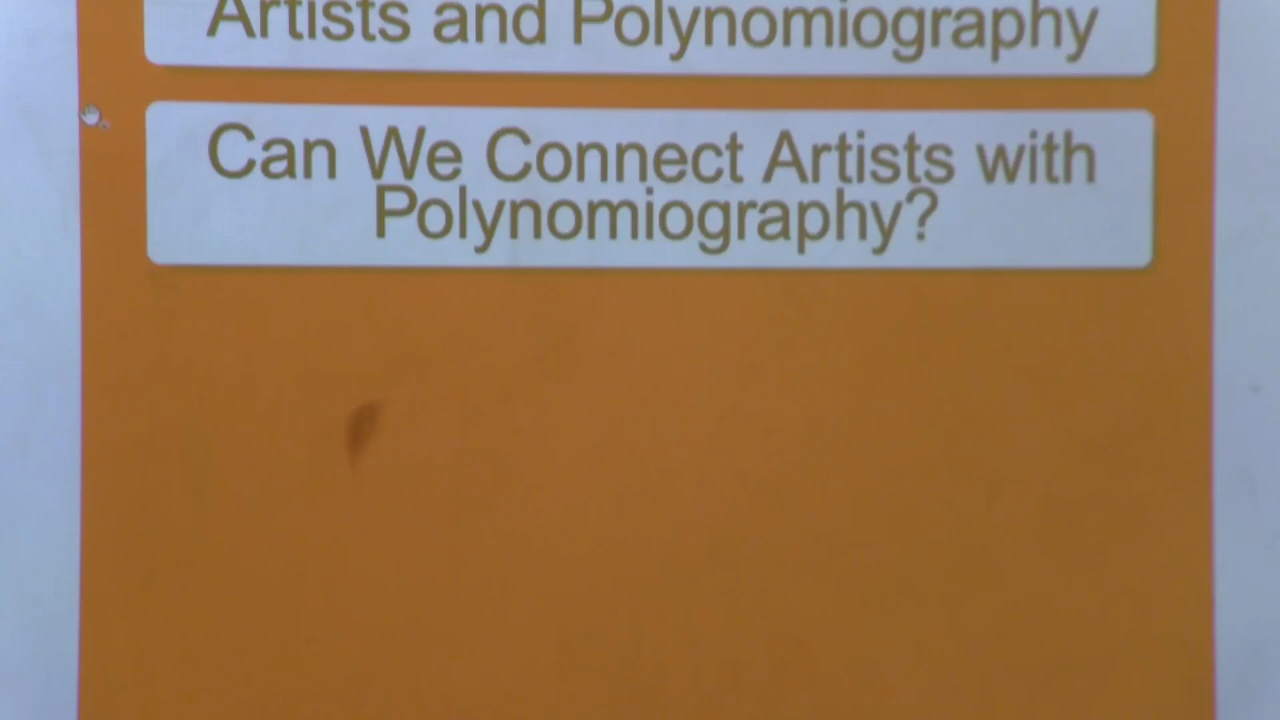 Artists and Polynomiography
Can We Connect Artists with
Polynomiography?